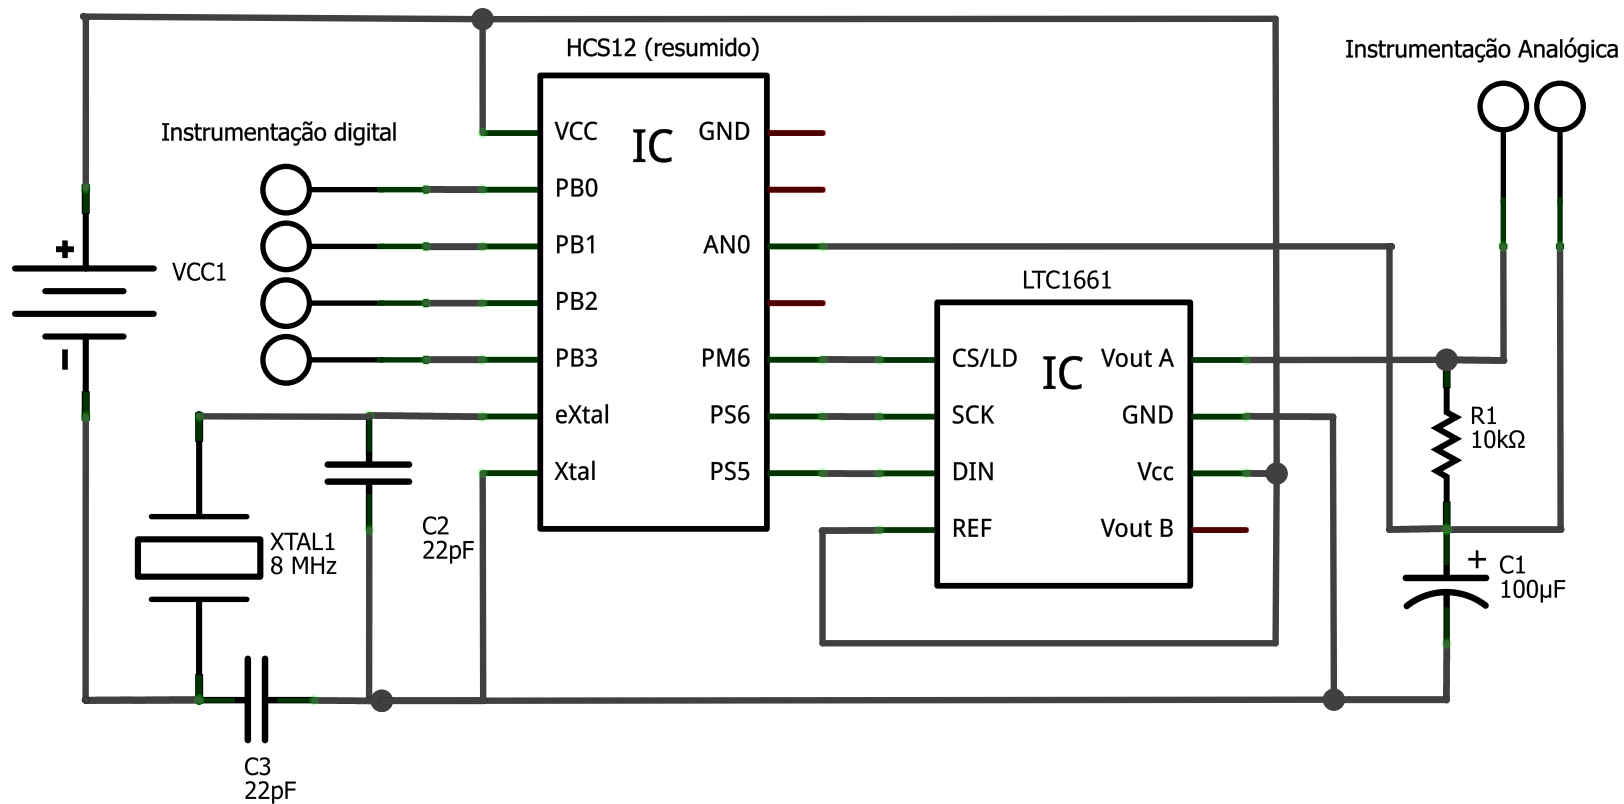 HCS12 (resumido)
Instrumentação Analógica
Instrumentação digital
IC
VCC
GND
PB0
PB1
AN0
PB2
PB3
PM6
eXtal
PS6
Xtal
PS5
+
VCC1
-
LTC1661
IC
CS/LD
Vout A
SCK
GND
DIN
Vcc
REF
Vout B
R1
10kΩ
+
C1
100µF
C2
22pF
XTAL1
8 MHz
C3
22pF